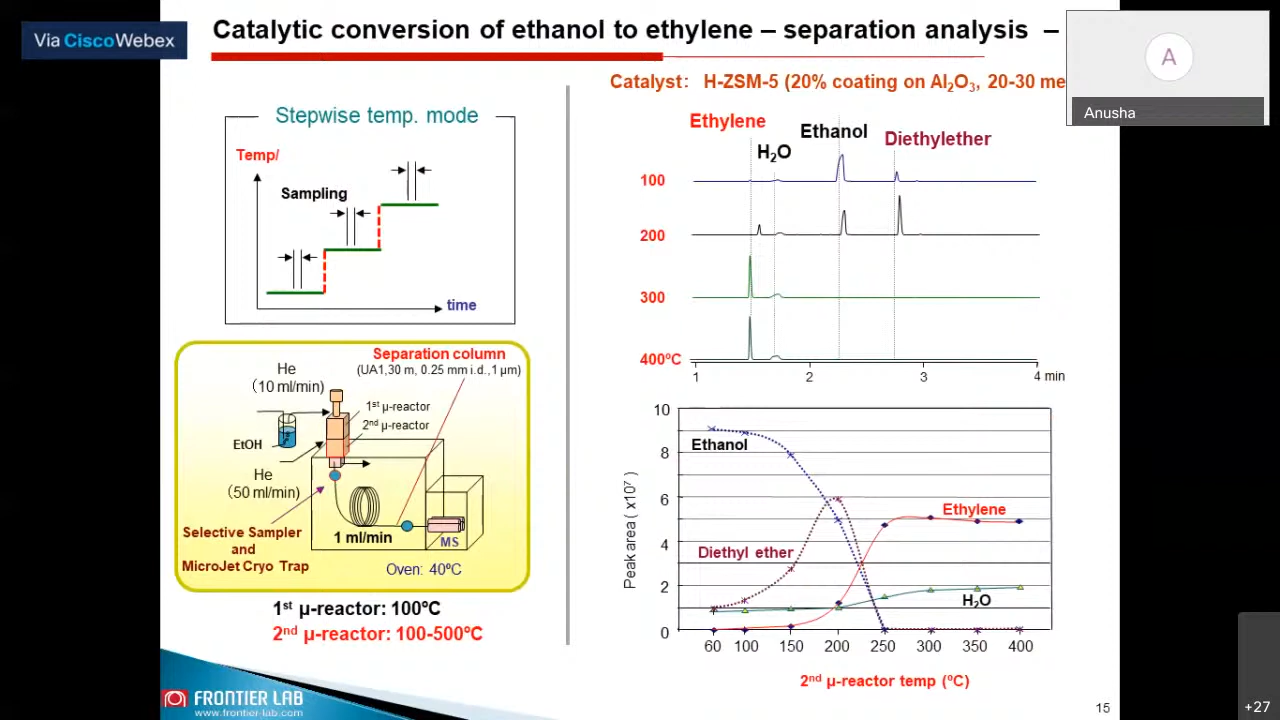 Via CiscoWebex
Catalytic conversion of ethanol to ethylene – separation analysis –
A
Anusha
Catalyst: H-ZSM-5 (20% coating on Al₂O₃, 20-30 me
Stepwise temp. mode
Temp/
Sampling
time
Ethylene
H₂O
Ethanol
Diethylether
100
200
300
400ºC
1 2 3 4 min
Separation column
(UA1,30 m, 0.25 mm i.d.,1 µm)
He
(10 ml/min)
1st µ-reactor
2nd µ-reactor
EtOH
He
(50 ml/min)
Selective Sampler
and
MicroJet Cryo Trap
1 ml/min
MS
Oven: 40ºC
1st µ-reactor: 100ºC
2nd µ-reactor: 100-500ºC
Peak area ( x10⁷ )
10
8
6
4
2
0
Ethanol
Ethylene
Diethyl ether
H₂O
60 100 150 200 250 300 350 400
2nd µ-reactor temp (ºC)
FRONTIER LAB
www.frontier-lab.com
15
+27